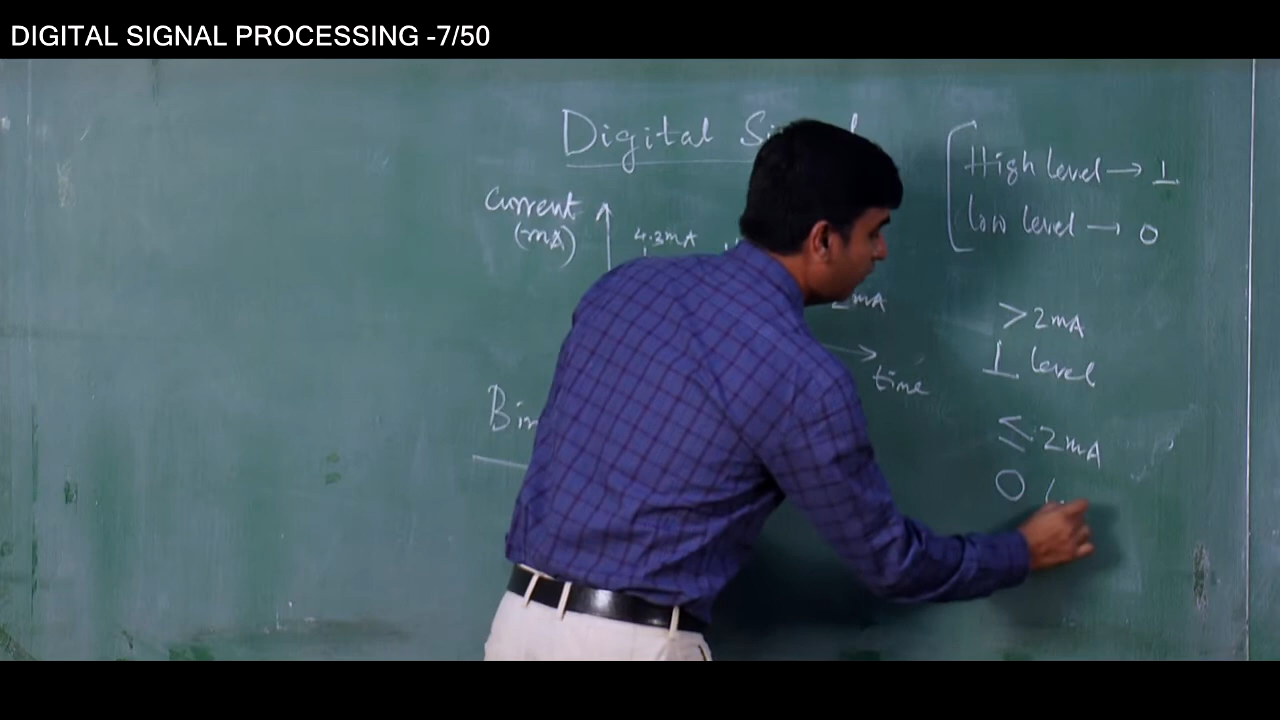 DIGITAL SIGNAL PROCESSING -7/50
Digital
High level → 1
low level → 0
Current
(mA)
4.3mA
2mA
>2mA
1 level
time
≤ 2mA
0